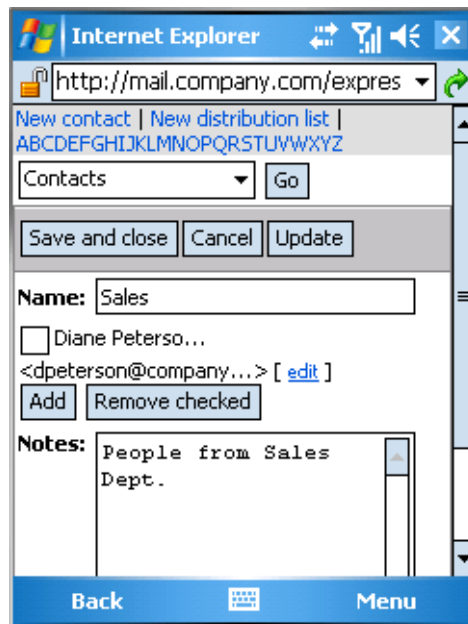 Internet Explorer
http://mail.company.com/expres
New contact | New distribution list |
ABCDEFGHIJKLMNOPQRSTUVWXYZ
Contacts Go
Save and close Cancel Update
Name: Sales
Diane Peterso...
<dpeterson@company...> [ edit ]
Add Remove checked
Notes: People from Sales
Dept.
Back Menu